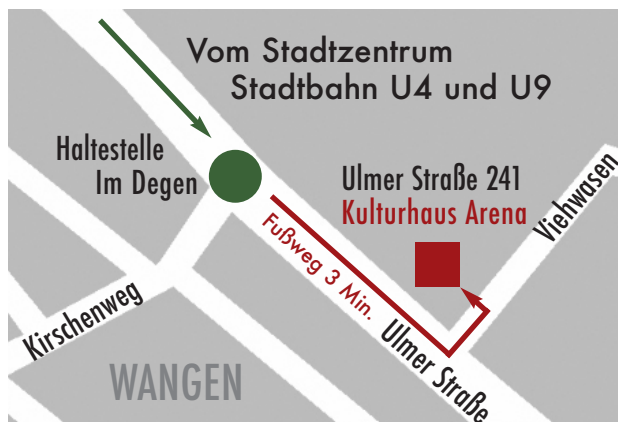 Vom Stadtzentrum
Stadtbahn U4 und U9
Haltestelle
Im Degen
Ulmer Straße 241
Kulturhaus Arena
Viehwasen
Fußweg 3 Min.
Kirschenweg
Ulmer Straße
WANGEN